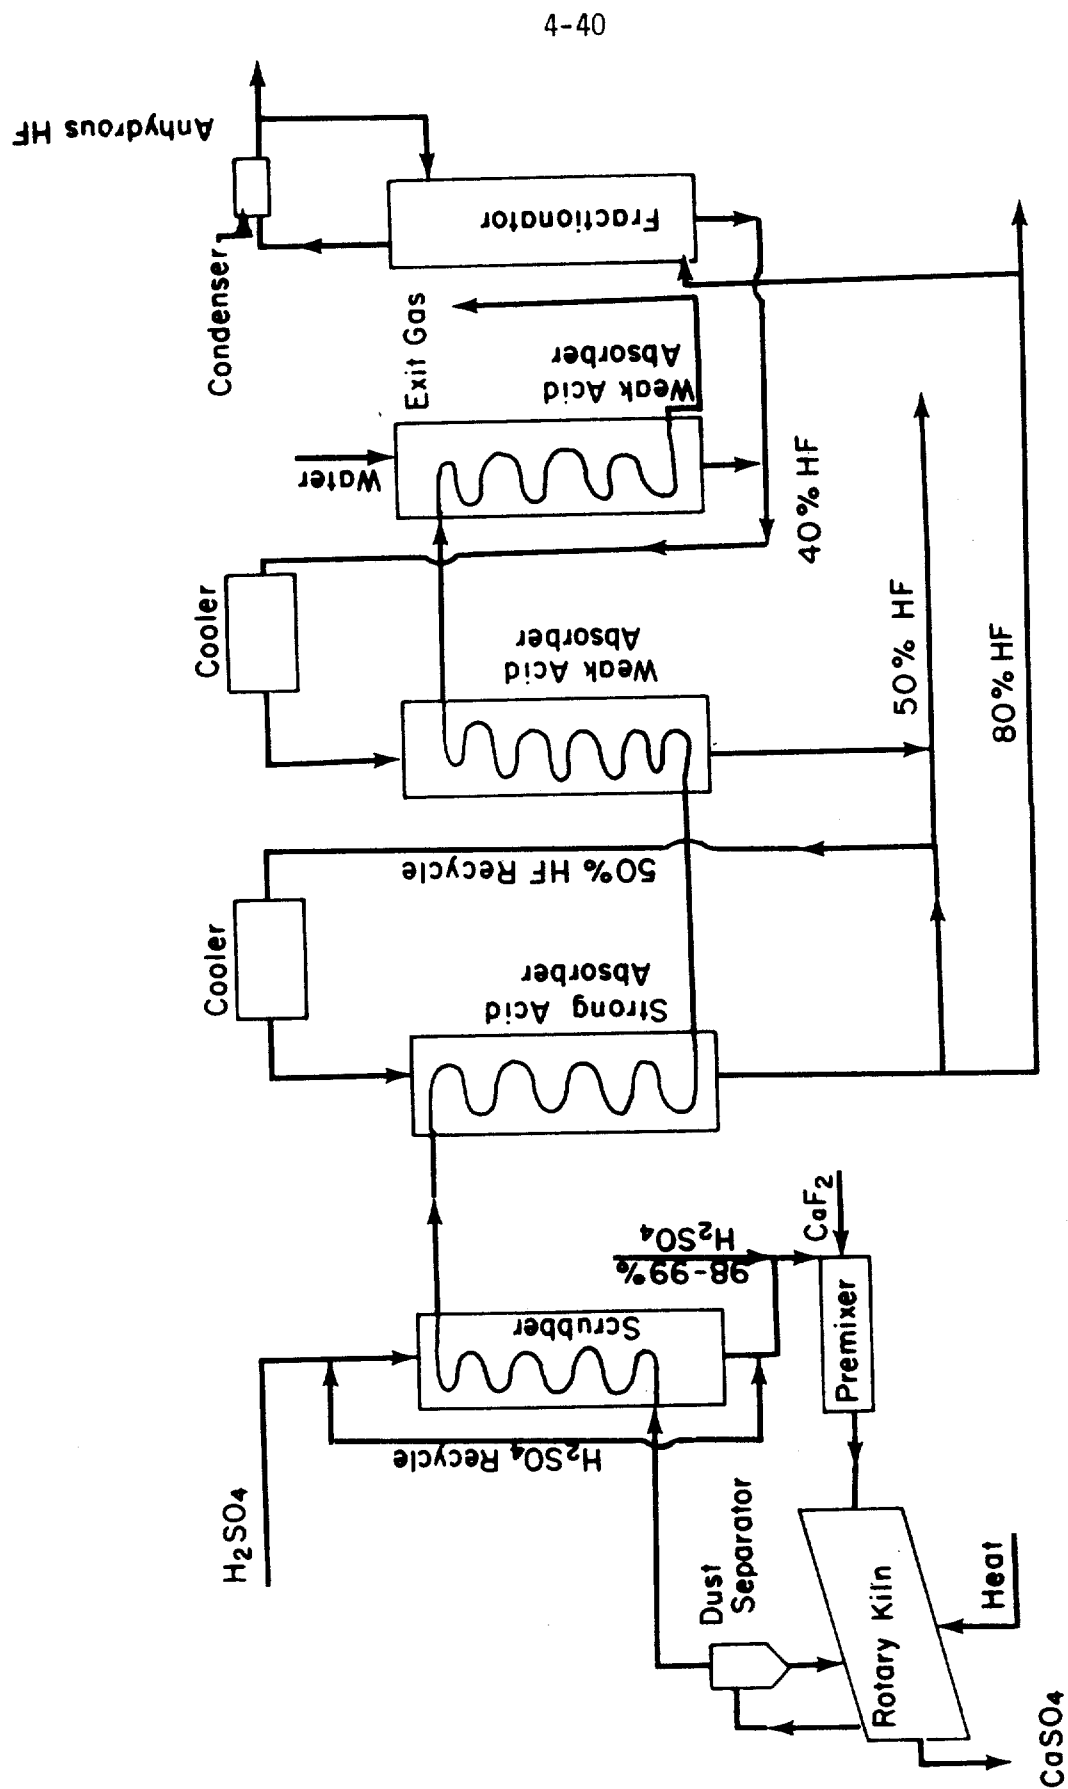 4-40
Anhydrous HF
Condenser
Fractionator
Exit Gas
Weak Acid
Absorber
Water
40% HF
Cooler
Weak Acid
Absorber
50% HF
80% HF
50% HF Recycle
Cooler
Strong Acid
Absorber
CaF2
98-99%
H2SO4
Scrubber
Premixer
H2SO4 Recycle
H2SO4
Dust
Separator
Rotary Kiln
Heat
CaSO4